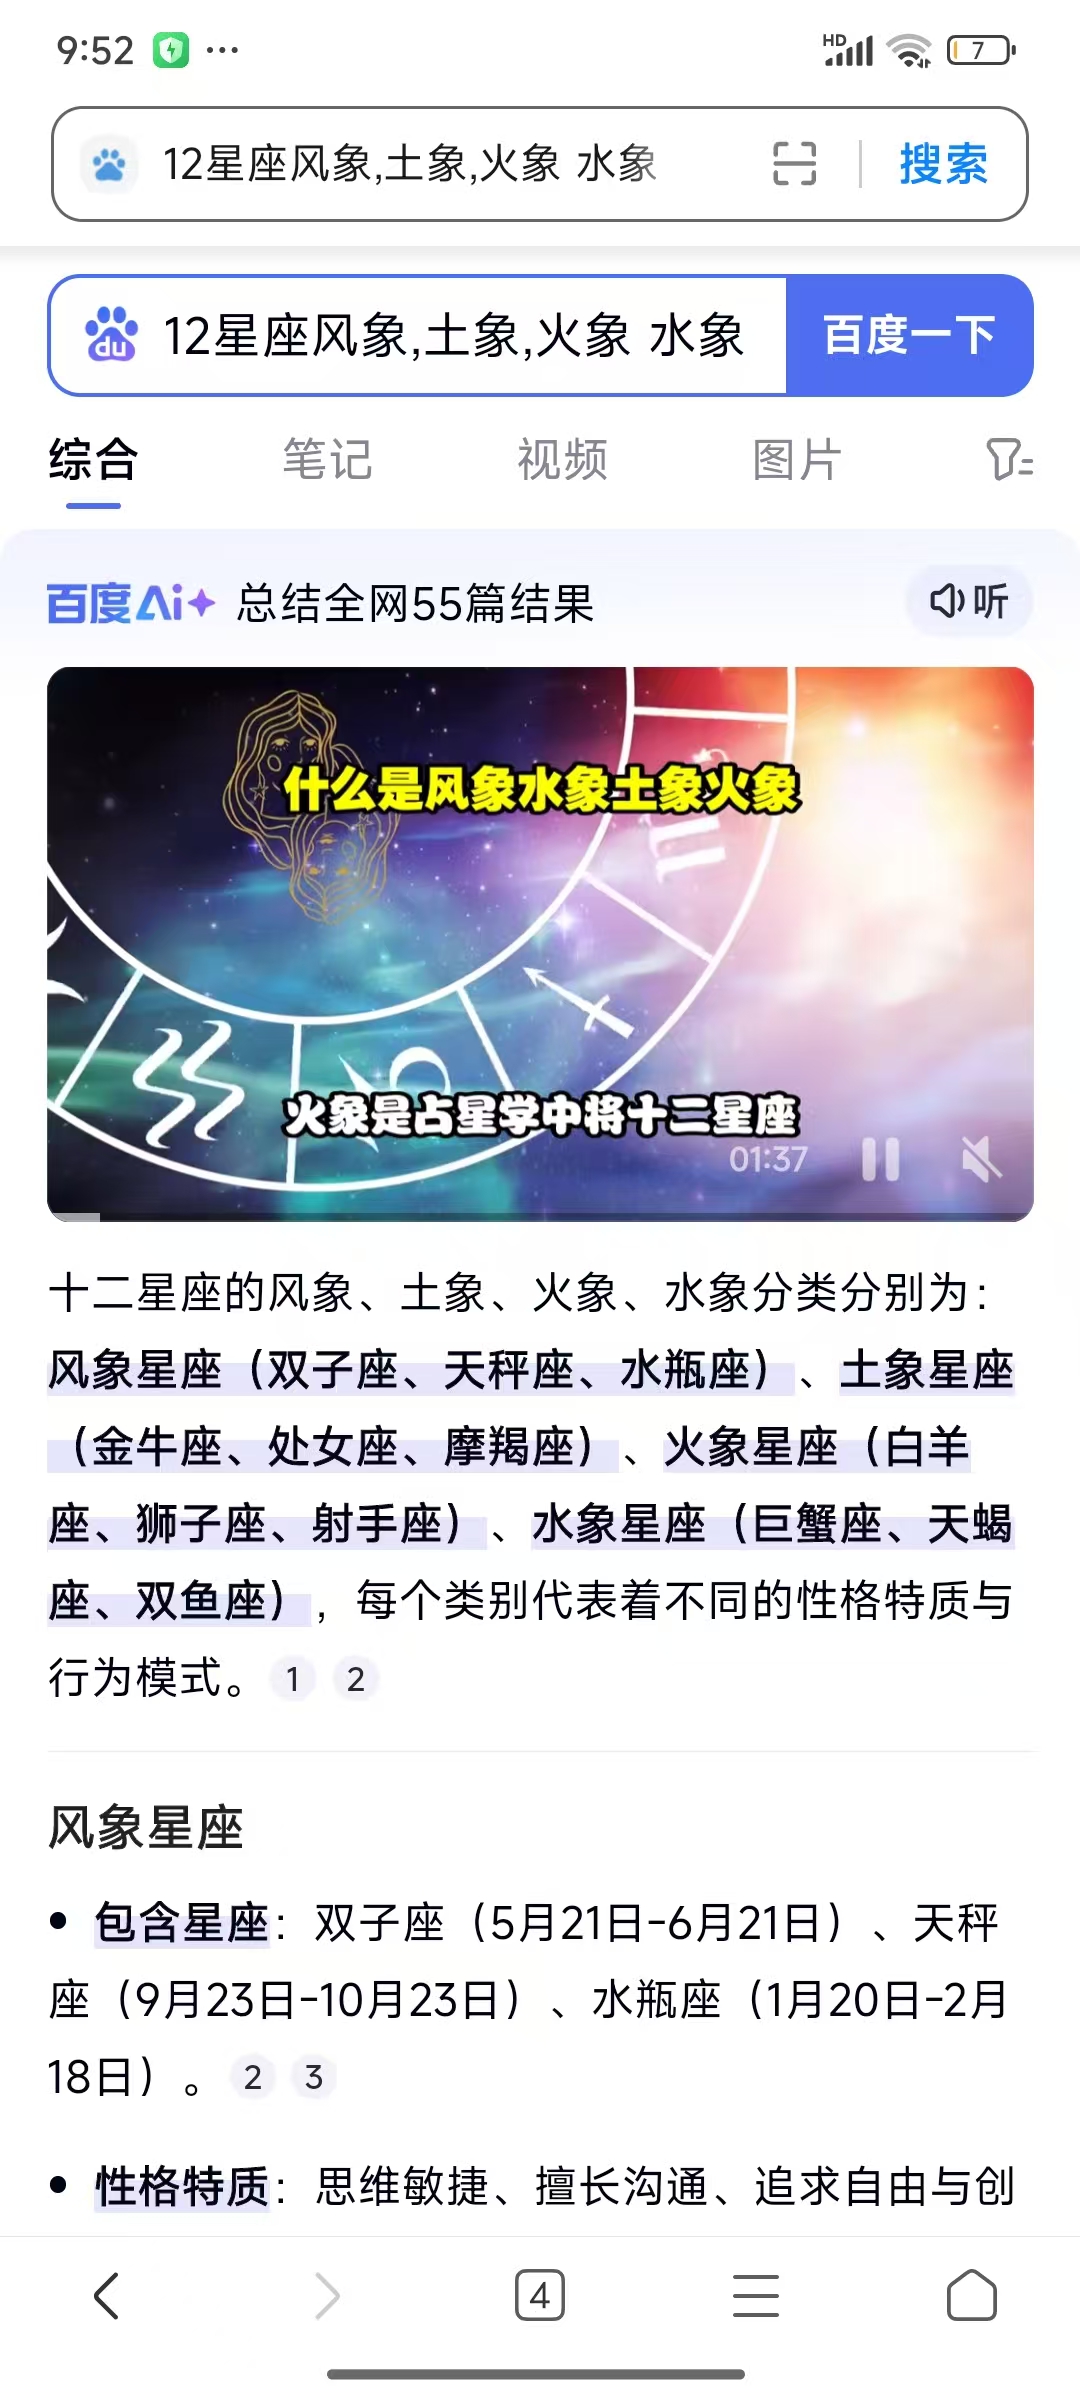 9:52
HD
7
12星座风象,土象,火象 水象
搜索
du
12星座风象,土象,火象 水象
百度一下
综合
笔记
视频
图片
百度Ai 总结全网55篇结果
听
什么是风象水象土象火象
火象是占星学中将十二星座
01:37
十二星座的风象、土象、火象、水象分类分别为：
风象星座（双子座、天秤座、水瓶座）、土象星座
（金牛座、处女座、摩羯座）、火象星座（白羊
座、狮子座、射手座）、水象星座（巨蟹座、天蝎
座、双鱼座），每个类别代表着不同的性格特质与
行为模式。 1 2
风象星座
• 包含星座：双子座（5月21日-6月21日）、天秤
座（9月23日-10月23日）、水瓶座（1月20日-2月
18日）。 2 3
• 性格特质：思维敏捷、擅长沟通、追求自由与创
4